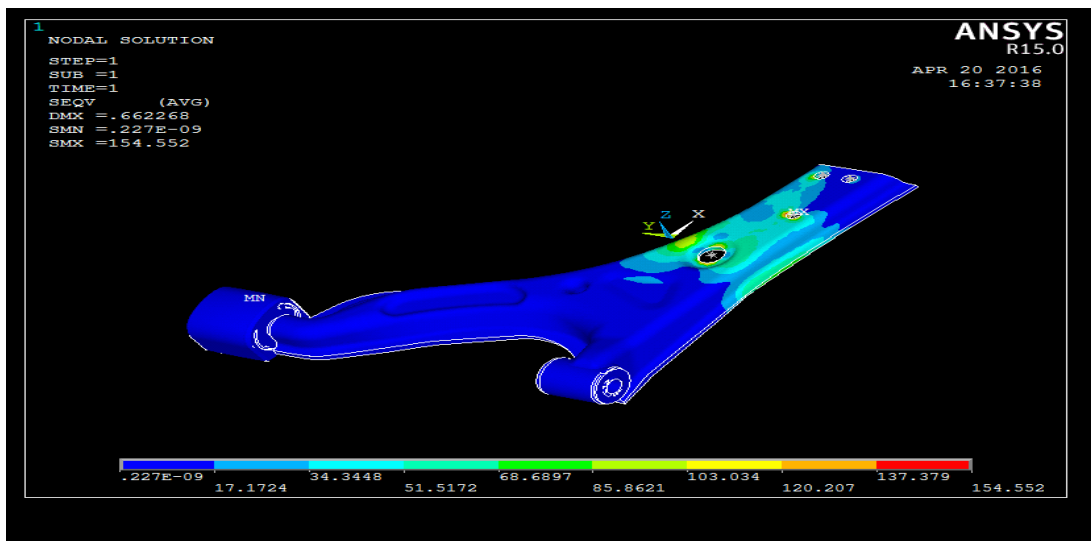 1
NODAL SOLUTION
STEP=1
SUB =1
TIME=1
SEQV (AVG)
DMX =.662268
SMN =.227E-09
SMX =154.552
ANSYS
R15.0
APR 20 2016
16:37:38
Z X
Y
MX
MN
.227E-09 34.3448 68.6897 103.034 137.379
17.1724 51.5172 85.8621 120.207 154.552